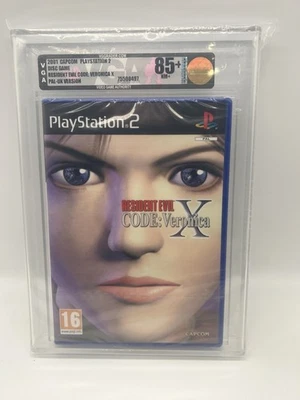 2001 CAPCOM PLAYSTATION 2
DISC GAME
RESIDENT EVIL CODE: VERONICA X
PAL-UK VERSION
85+
NM+
VGA
VIDEO GAME AUTHORITY
PlayStation 2
RESIDENT EVIL
CODE: Veronica X
16
CAPCOM